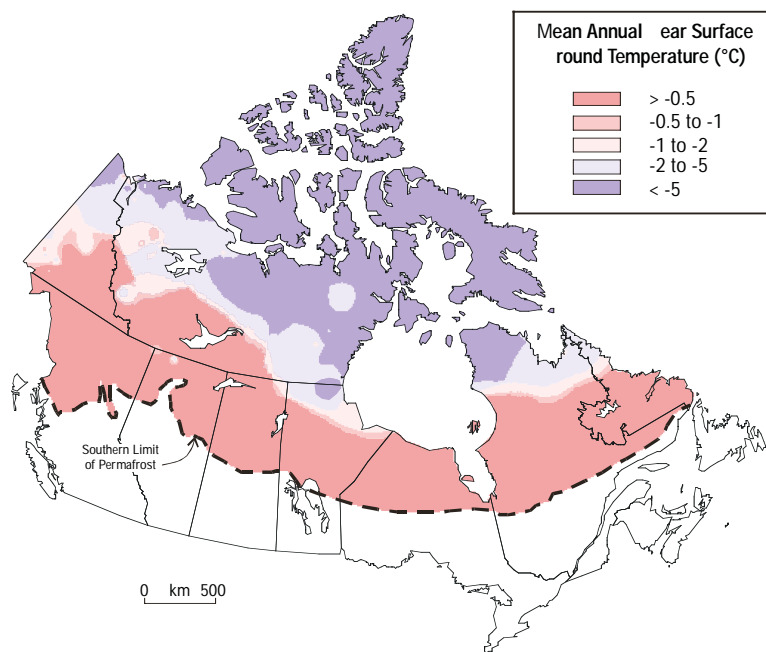 Mean Annual ear Surface
round Temperature (°C)
> -0.5
-0.5 to -1
-1 to -2
-2 to -5
< -5
Southern Limit
of Permafrost
0 km 500